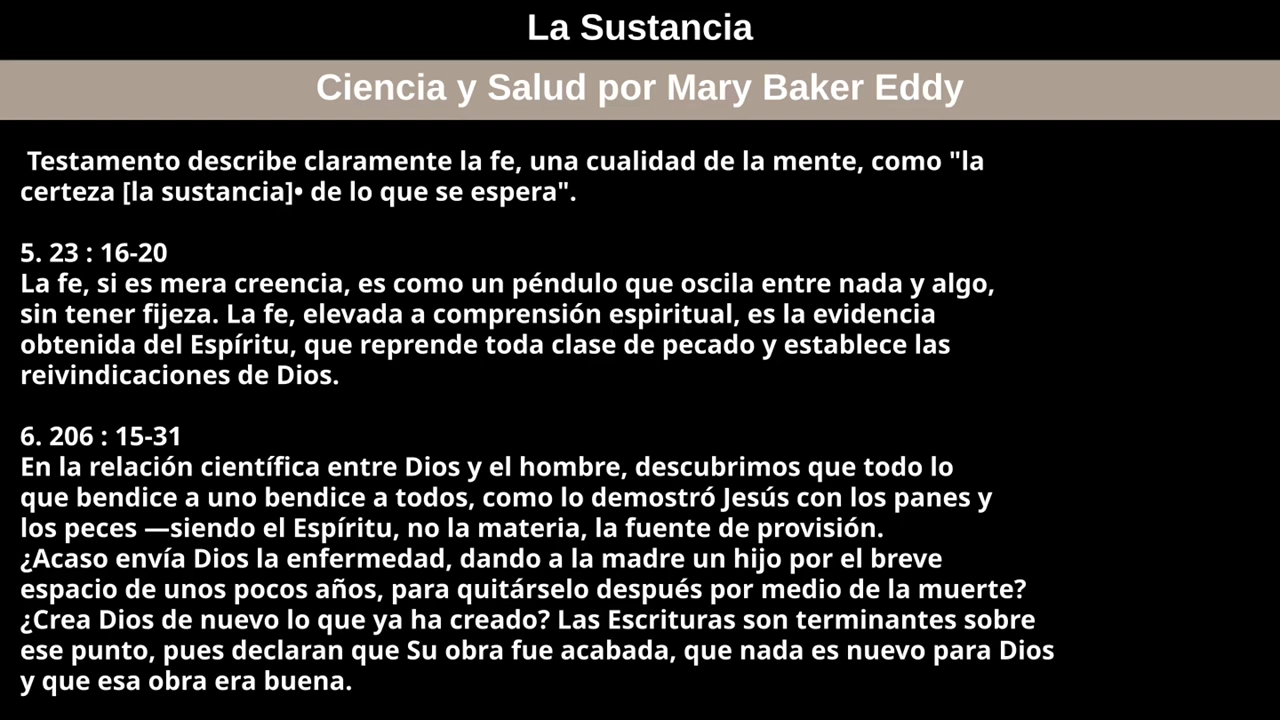 La Sustancia
Ciencia y Salud por Mary Baker Eddy
Testamento describe claramente la fe, una cualidad de la mente, como "la
certeza [la sustancia]• de lo que se espera".
5. 23 : 16-20
La fe, si es mera creencia, es como un péndulo que oscila entre nada y algo,
sin tener fijeza. La fe, elevada a comprensión espiritual, es la evidencia
obtenida del Espíritu, que reprende toda clase de pecado y establece las
reivindicaciones de Dios.
6. 206 : 15-31
En la relación científica entre Dios y el hombre, descubrimos que todo lo
que bendice a uno bendice a todos, como lo demostró Jesús con los panes y
los peces —siendo el Espíritu, no la materia, la fuente de provisión.
¿Acaso envía Dios la enfermedad, dando a la madre un hijo por el breve
espacio de unos pocos años, para quitárselo después por medio de la muerte?
¿Crea Dios de nuevo lo que ya ha creado? Las Escrituras son terminantes sobre
ese punto, pues declaran que Su obra fue acabada, que nada es nuevo para Dios
y que esa obra era buena.